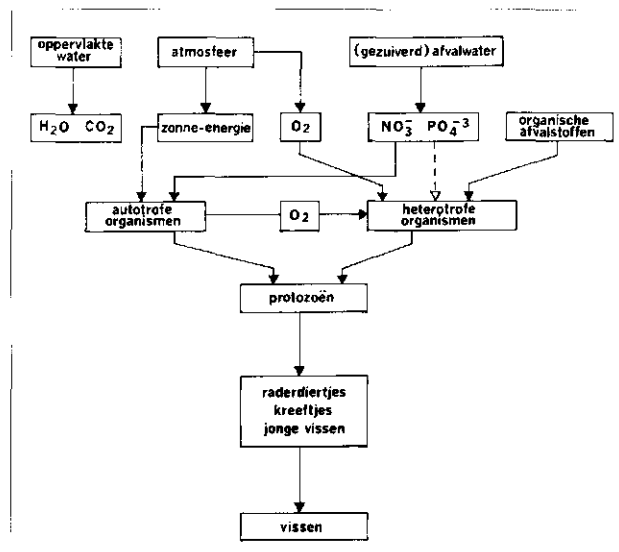 oppervlakte
water
atmosfeer
(gezuiverd) afvalwater
H2O CO2
zonne-energie
O2
NO3- PO4-3
organische
afvalstoffen
autotrofe
organismen
O2
heterotrofe
organismen
protozoën
raderdiertjes
kreeftjes
jonge vissen
vissen